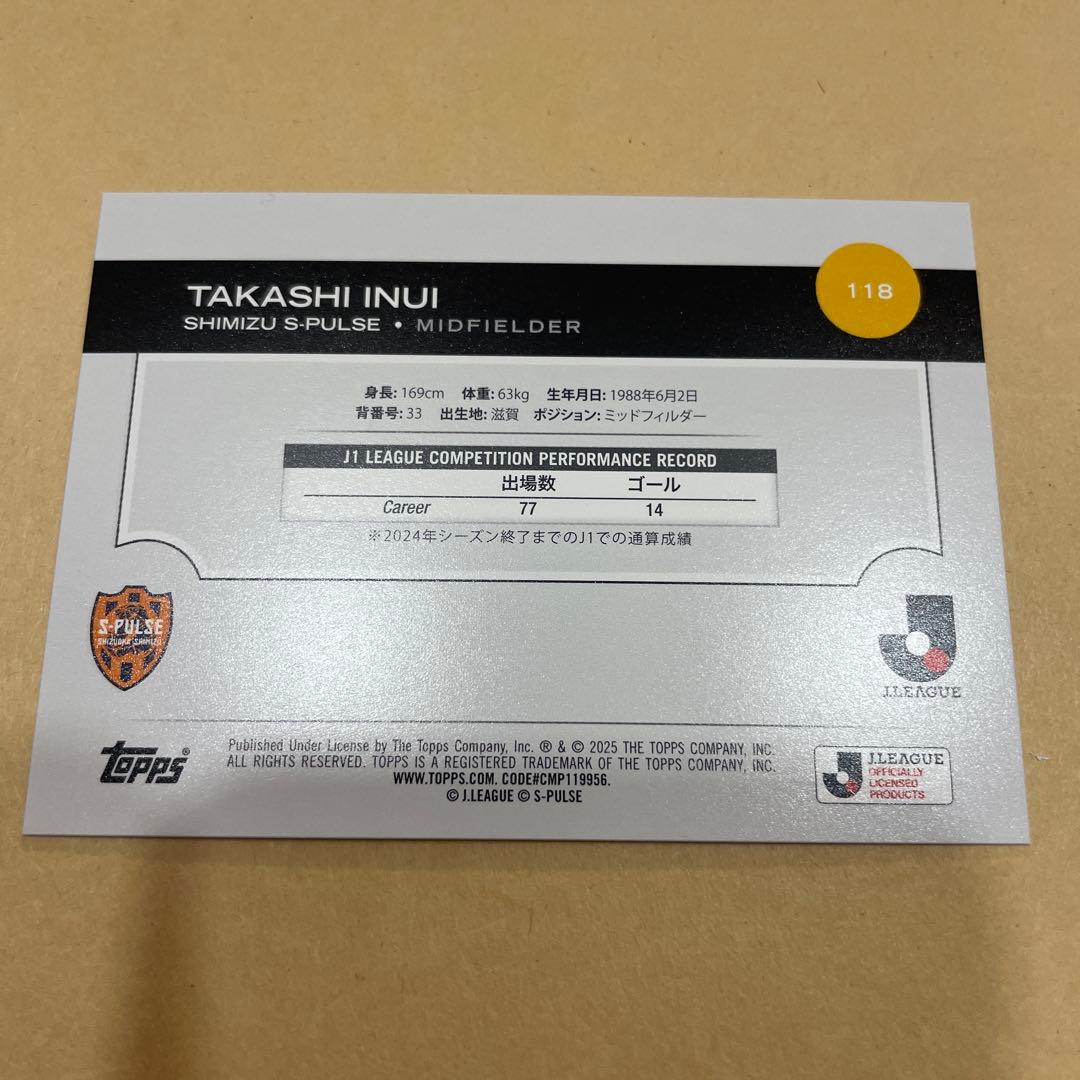 TAKASHI INUI
118
SHIMIZU S-PULSE • MIDFIELDER
身長: 169cm 体重: 63kg 生年月日: 1988年6月2日
背番号: 33 出生地: 滋賀 ポジション: ミッドフィルダー
J1 LEAGUE COMPETITION PERFORMANCE RECORD
出場数 ゴール
Career 77 14
※2024年シーズン終了までのJ1での通算成績
S-PULSE
SHIZUOKA SHIMIZU
J.LEAGUE
topps®
Published Under License by The Topps Company, Inc. ® & © 2025 THE TOPPS COMPANY, INC.
ALL RIGHTS RESERVED. TOPPS IS A REGISTERED TRADEMARK OF THE TOPPS COMPANY, INC.
WWW.TOPPS.COM. CODE#CMP119956.
© J.LEAGUE © S-PULSE
J.LEAGUE
OFFICIALLY
LICENSED
PRODUCTS